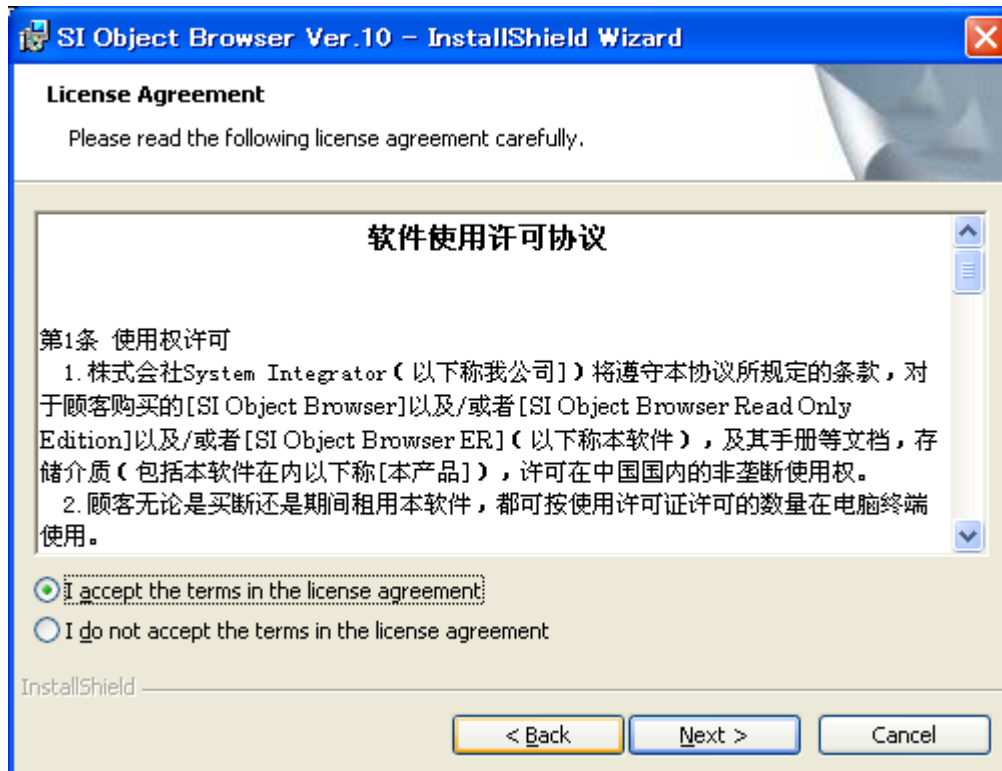 SI Object Browser Ver.10 - InstallShield Wizard
License Agreement
Please read the following license agreement carefully.
软件使用许可协议
第1条 使用权许可
1.株式会社System Integrator（以下称我公司]）将遵守本协议所规定的条款，对
于顾客购买的[SI Object Browser]以及/或者[SI Object Browser Read Only
Edition]以及/或者[SI Object Browser ER]（以下称本软件），及其手册等文档，存
储介质（包括本软件在内以下称[本产品]），许可在中国国内的非垄断使用权。
2.顾客无论是买断还是期间租用本软件，都可按使用许可证许可的数量在电脑终端
使用。
I accept the terms in the license agreement
I do not accept the terms in the license agreement
InstallShield
< Back
Next >
Cancel